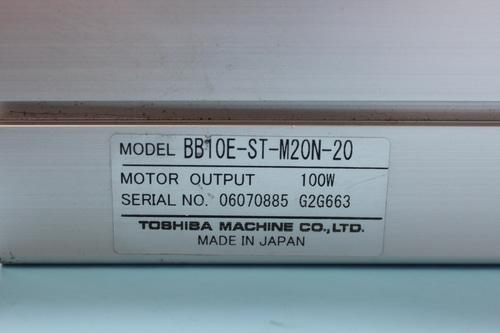 MODEL BB10E-ST-M20N-20
MOTOR OUTPUT 100W
SERIAL NO. 06070885 G2G663
TOSHIBA MACHINE CO.,LTD.
MADE IN JAPAN